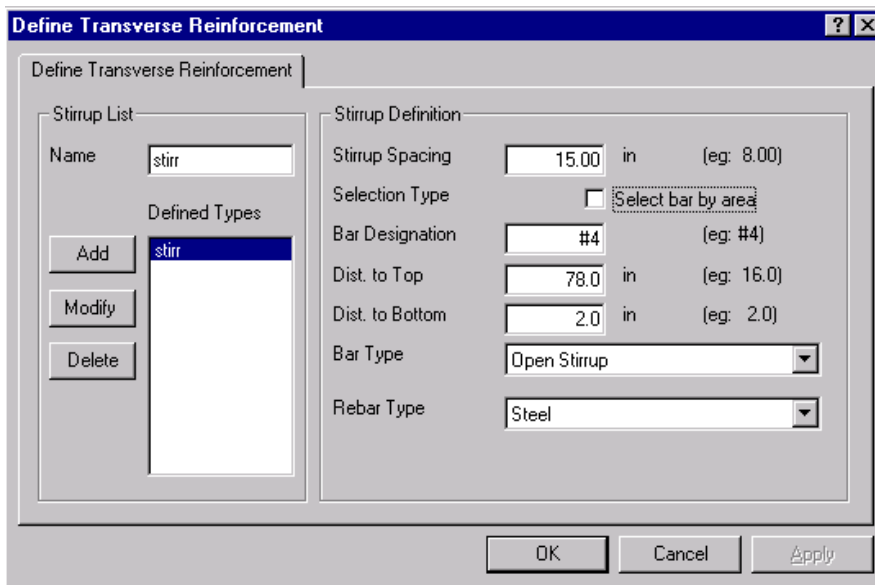 Define Transverse Reinforcement
Define Transverse Reinforcement
Stirrup List
Name stirr
Defined Types
stirr
Add
Modify
Delete
Stirrup Definition
Stirrup Spacing 15.00 in (eg: 8.00)
Selection Type Select bar by area
Bar Designation #4 (eg: #4)
Dist. to Top 78.0 in (eg: 16.0)
Dist. to Bottom 2.0 in (eg: 2.0)
Bar Type Open Stirrup
Rebar Type Steel
OK Cancel Apply